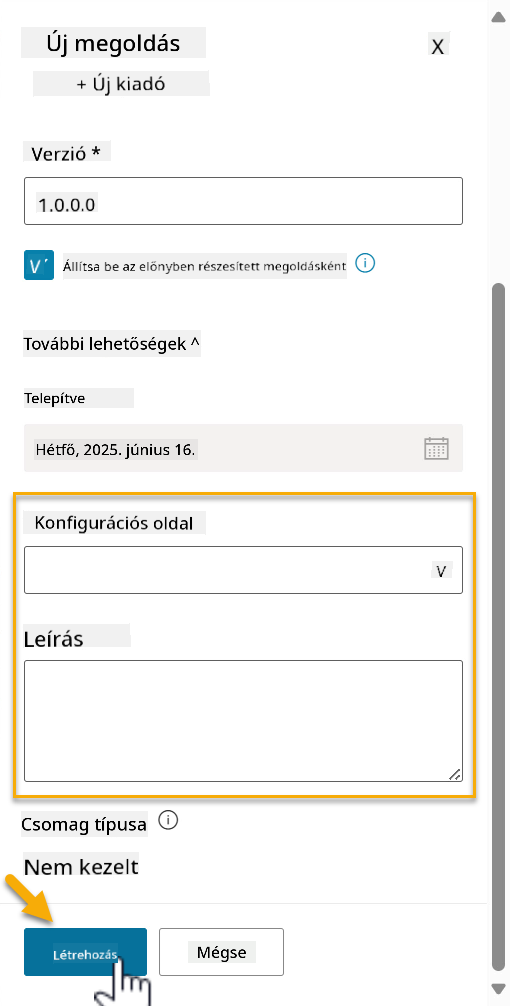 Új megoldás
X
+ Új kiadó
Verzió *
1.0.0.0
V Állítsa be az előnyben részesített megoldásként
További lehetőségek ^
Telepítve
Hétfő, 2025. június 16.
Konfigurációs oldal
V
Leírás
Csomag típusa
Nem kezelt
Létrehozás
Mégse